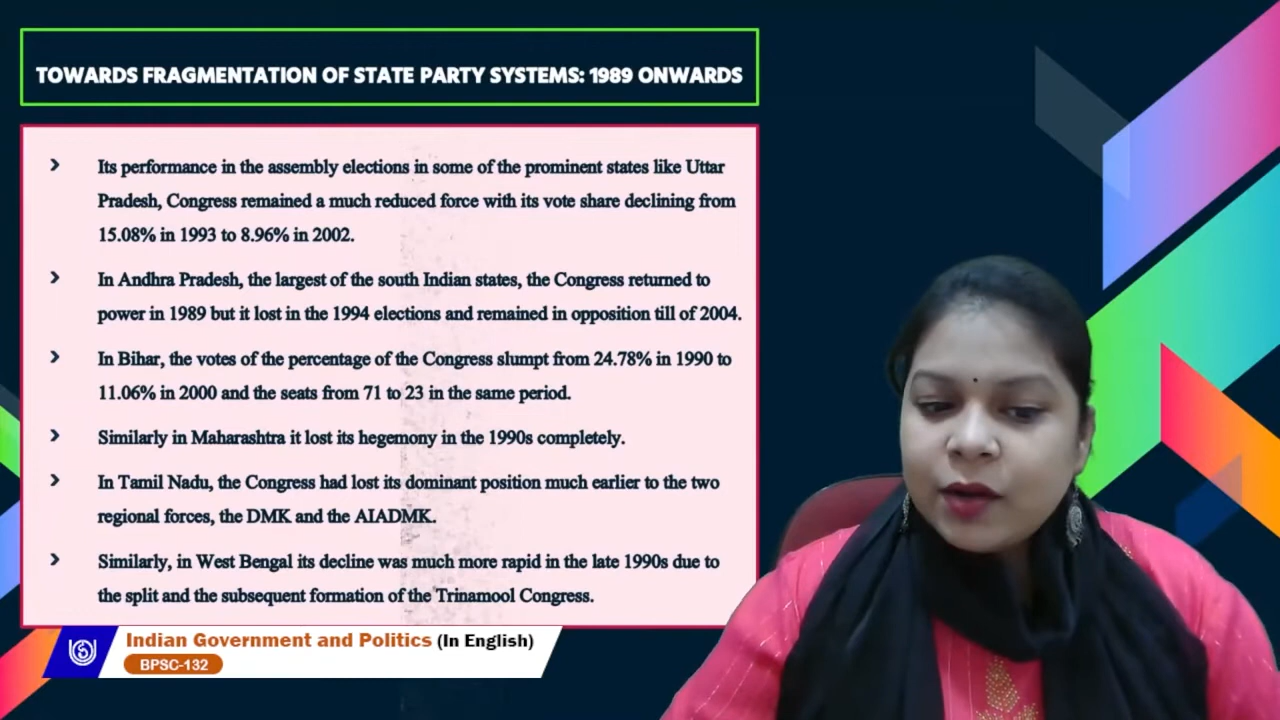 TOWARDS FRAGMENTATION OF STATE PARTY SYSTEMS: 1989 ONWARDS
Its performance in the assembly elections in some of the prominent states like Uttar
Pradesh, Congress remained a much reduced force with its vote share declining from
15.08% in 1993 to 8.96% in 2002.
In Andhra Pradesh, the largest of the south Indian states, the Congress returned to
power in 1989 but it lost in the 1994 elections and remained in opposition till of 2004.
In Bihar, the votes of the percentage of the Congress slumpt from 24.78% in 1990 to
11.06% in 2000 and the seats from 71 to 23 in the same period.
Similarly in Maharashtra it lost its hegemony in the 1990s completely.
In Tamil Nadu, the Congress had lost its dominant position much earlier to the two
regional forces, the DMK and the AIADMK.
Similarly, in West Bengal its decline was much more rapid in the late 1990s due to
the split and the subsequent formation of the Trinamool Congress.
Indian Government and Politics (In English)
BPSC-132